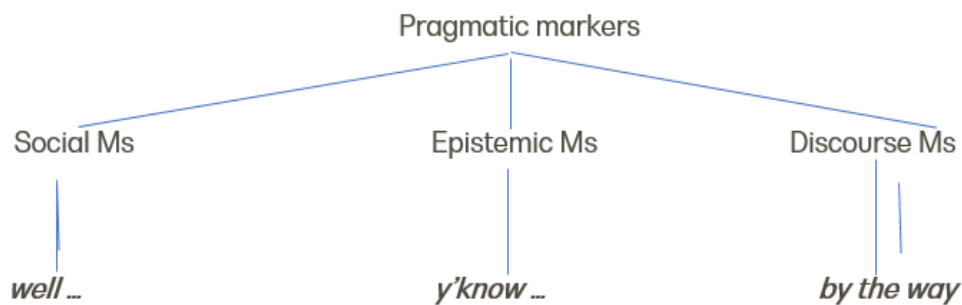 Pragmatic markers
Social Ms Epistemic Ms Discourse Ms
well ... y'know ... by the way